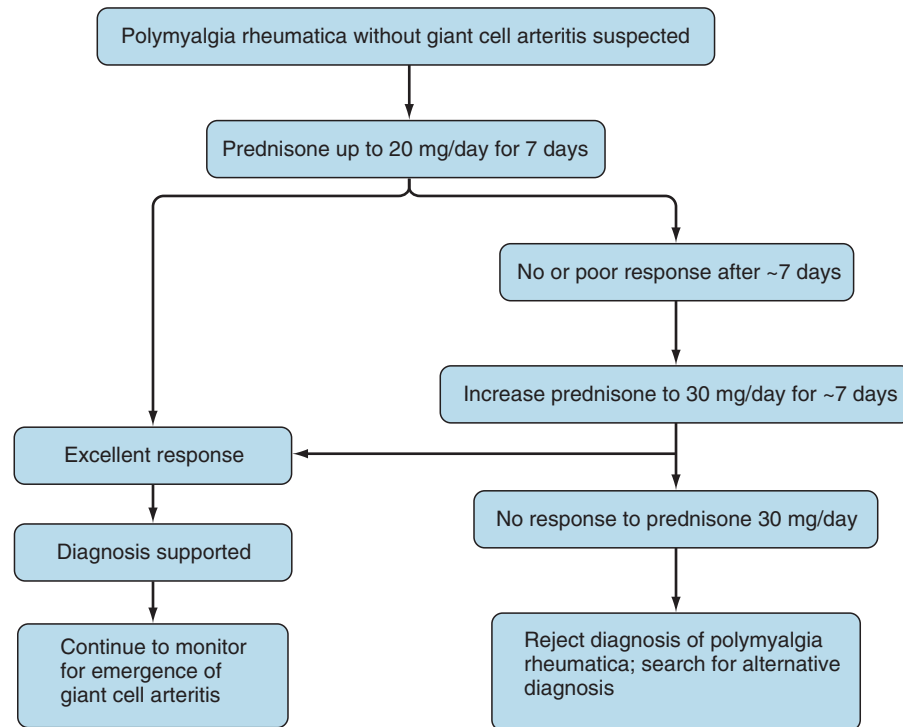 Polymyalgia rheumatica without giant cell arteritis suspected
Prednisone up to 20 mg/day for 7 days
No or poor response after ~7 days
Increase prednisone to 30 mg/day for ~7 days
Excellent response
No response to prednisone 30 mg/day
Diagnosis supported
Continue to monitor
for emergence of
giant cell arteritis
Reject diagnosis of polymyalgia
rheumatica; search for alternative
diagnosis